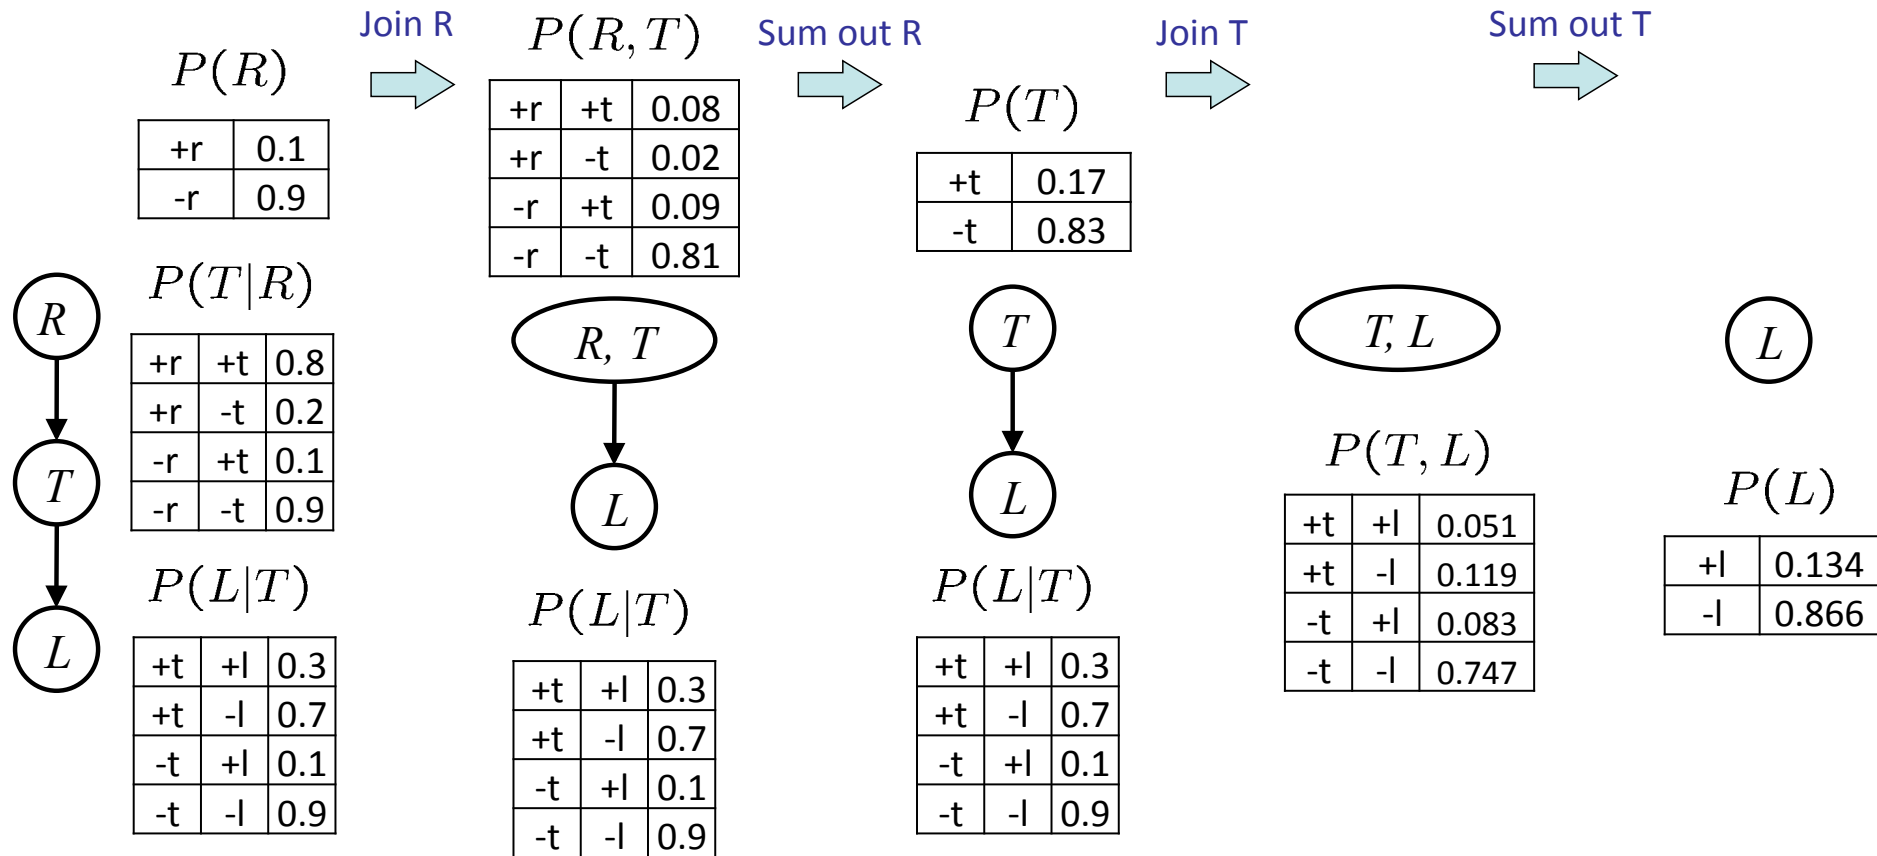 Join R
Sum out R
Join T
Sum out T
P(R)
+r 0.1
-r 0.9
P(T|R)
+r +t 0.8
+r -t 0.2
-r +t 0.1
-r -t 0.9
P(L|T)
+t +l 0.3
+t -l 0.7
-t +l 0.1
-t -l 0.9
R
T
L
P(R, T)
+r +t 0.08
+r -t 0.02
-r +t 0.09
-r -t 0.81
R, T
L
P(L|T)
+t +l 0.3
+t -l 0.7
-t +l 0.1
-t -l 0.9
P(T)
+t 0.17
-t 0.83
T
L
P(L|T)
+t +l 0.3
+t -l 0.7
-t +l 0.1
-t -l 0.9
T, L
P(T, L)
+t +l 0.051
+t -l 0.119
-t +l 0.083
-t -l 0.747
L
P(L)
+l 0.134
-l 0.866